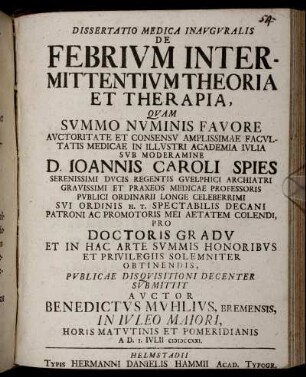 DISSERTATIO MEDICA INAVGVRALIS
DE
FEBRIVM INTER-
MITTENTIVM THEORIA
ET THERAPIA,
QVAM
SVMMO NVMINIS FAVORE
AVCTORITATE ET CONSENSV AMPLISSIMAE FACVL-
TATIS MEDICAE IN ILLVSTRI ACADEMIA IVLIA
SVB MODERAMINE
D. IOANNIS CAROLI SPIES
SERENISSIMI DVCIS REGENTIS GVELPHICI ARCHIATRI
GRAVISSIMI ET PRAXEOS MEDICAE PROFESSORIS
PVBLICI ORDINARII LONGE CELEBERRIMI
SVI ORDINIS H. T. SPECTABILIS DECANI
PATRONI AC PROMOTORIS MEI AETATEM COLENDI,
PRO
DOCTORIS GRADV
ET IN HAC ARTE SVMMIS HONORIBVS
ET PRIVILEGIIS SOLEMNITER
OBTINENDIS,
PVBLICAE DISQVISITIONI DECENTER
SVBMITTIT
AVCTOR
BENEDICTVS MVHLIVS, BREMENSIS,
IN IVLEO MAIORI,
HORIS MATVTINIS ET POMERIDIANIS
A D. I. IVLII
HELMSTADII
TYPIS HERMANNI DANIELIS HAMMII ACAD. TYPOGR.